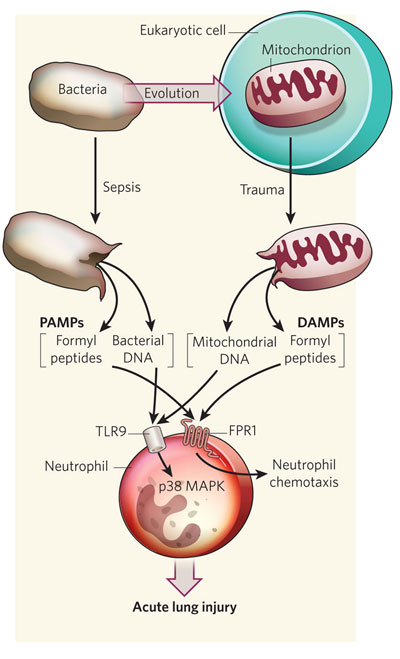 Eukaryotic cell
Mitochondrion
Bacteria
Evolution
Sepsis
Trauma
PAMPs
DAMPs
Formyl
peptides
Bacterial
DNA
Mitochondrial
DNA
Formyl
peptides
TLR9
FPR1
Neutrophil
p38 MAPK
Neutrophil
chemotaxis
Acute lung injury